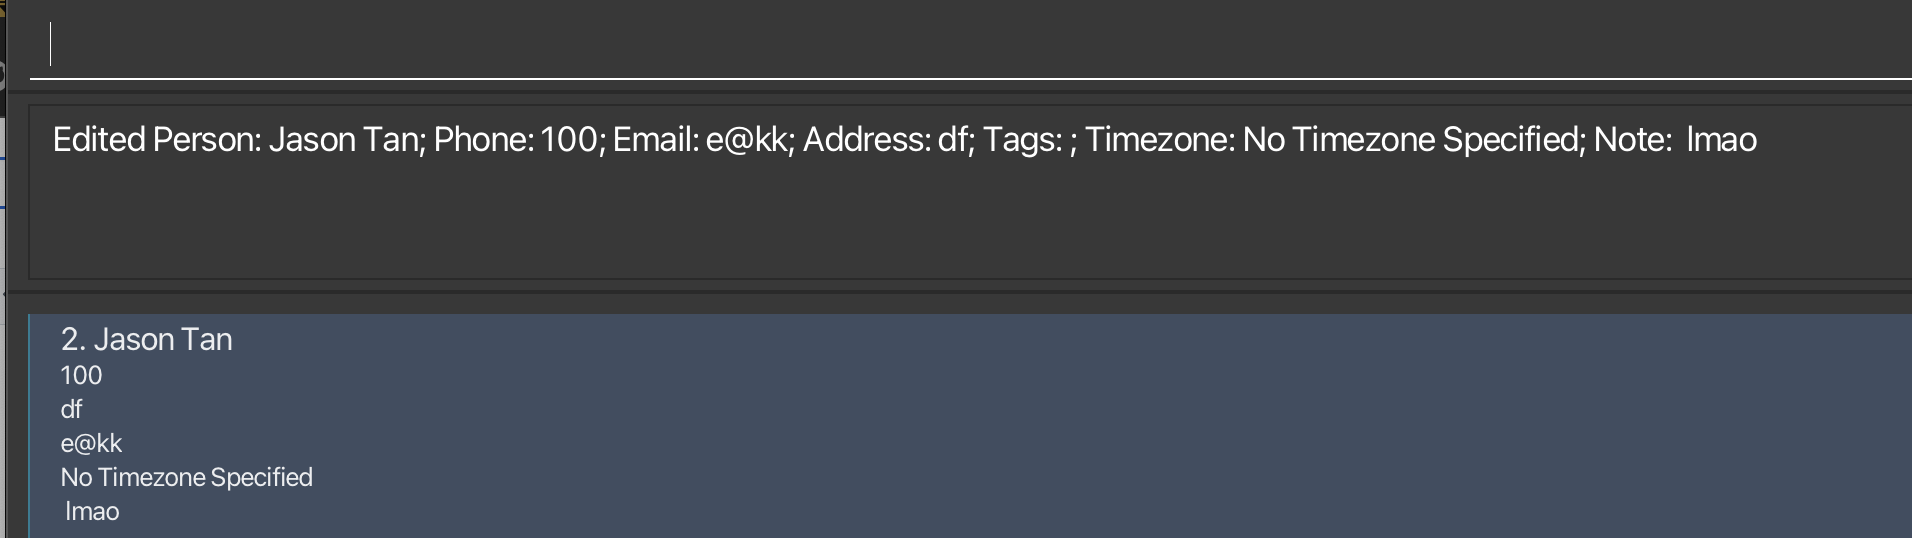 Edited Person: Jason Tan; Phone: 100; Email: e@kk; Address: df; Tags: ; Timezone: No Timezone Specified; Note:  lmao
2. Jason Tan
100
df
e@kk
No Timezone Specified
lmao